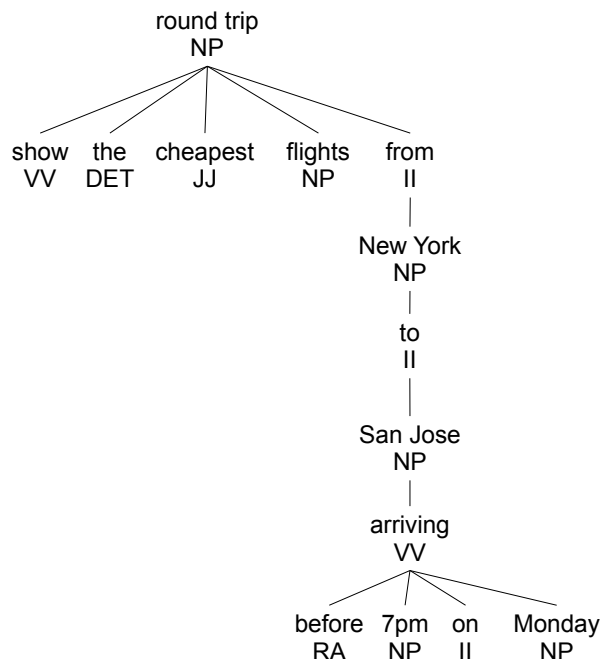 round trip
NP
show the cheapest flights from
VV DET JJ NP II
New York
NP
to
II
San Jose
NP
arriving
VV
before 7pm on Monday
RA NP II NP